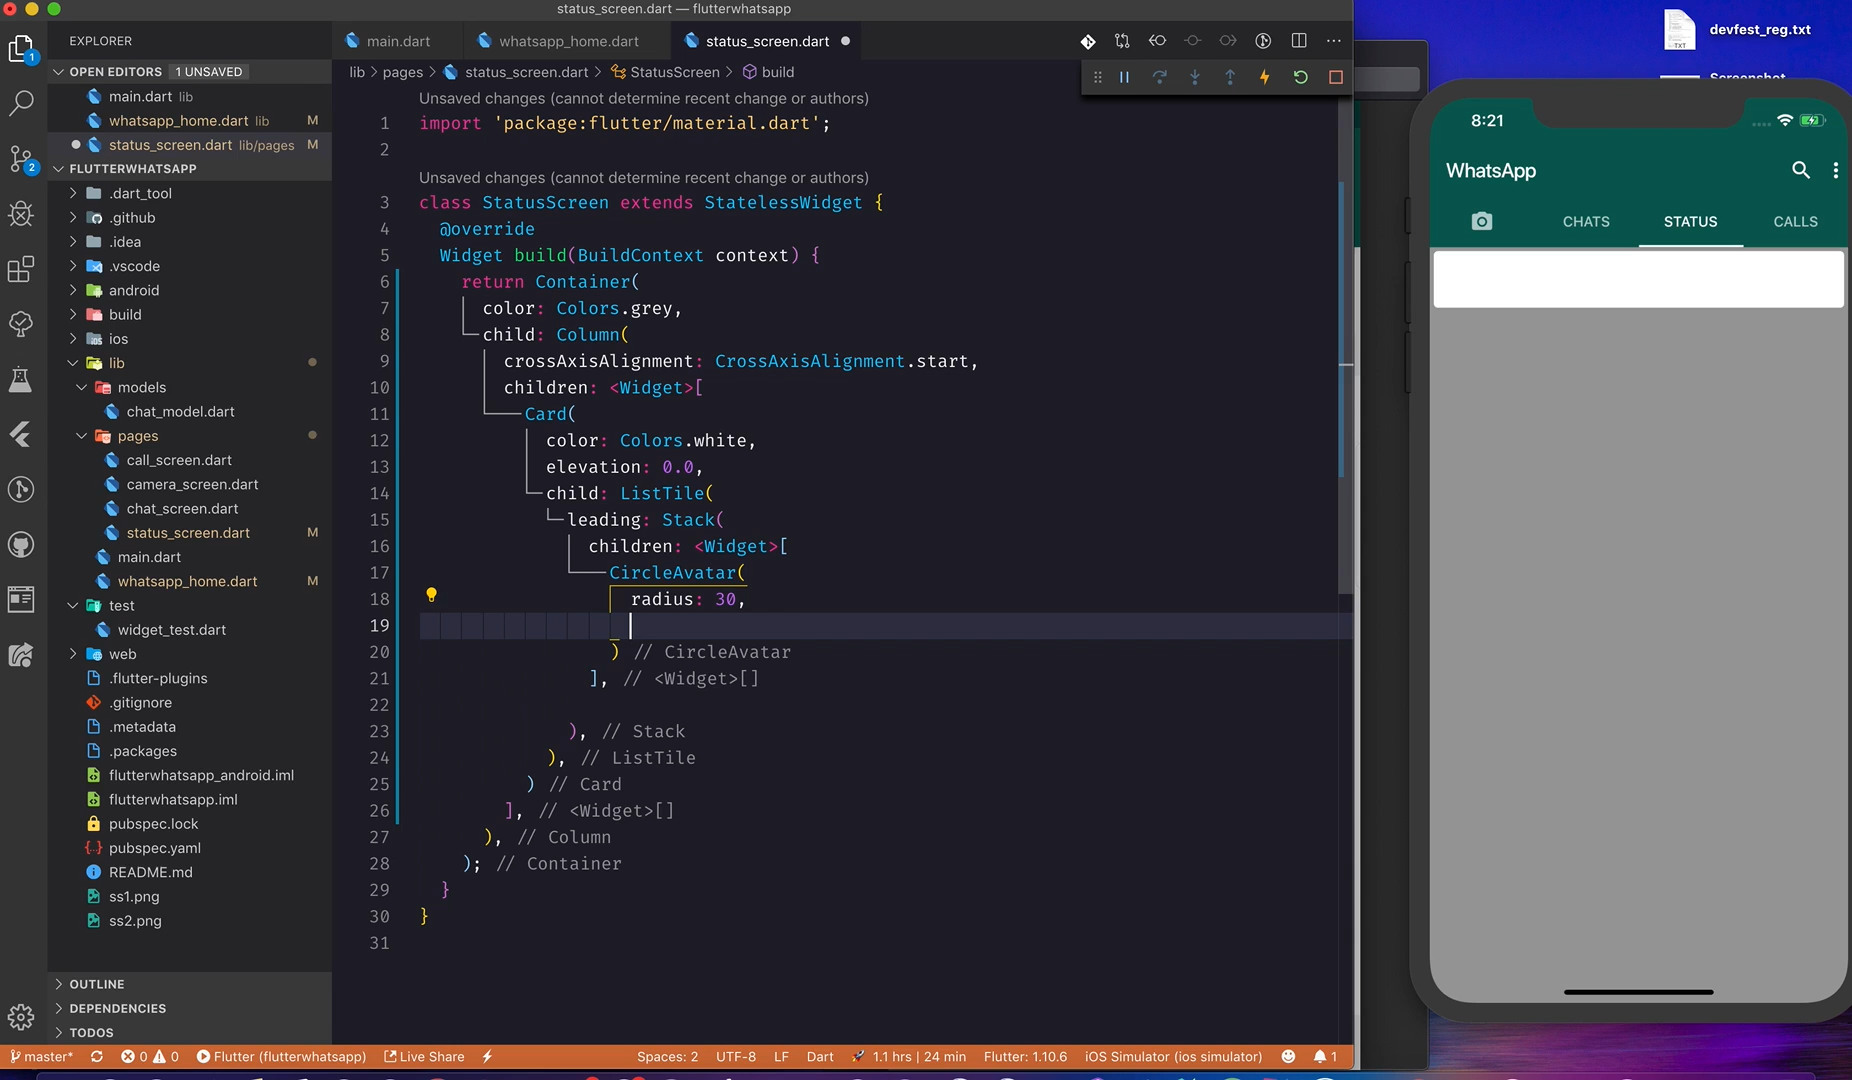 status_screen.dart — flutterwhatsapp
devfest_reg.txt
TXT
Screenshot
EXPLORER
OPEN EDITORS 1 UNSAVED
main.dart lib
whatsapp_home.dart lib M
status_screen.dart lib/pages M
FLUTTERWHATSAPP
.dart_tool
.github
.idea
.vscode
android
build
ios
lib
models
chat_model.dart
pages
call_screen.dart
camera_screen.dart
chat_screen.dart
status_screen.dart M
main.dart
whatsapp_home.dart M
test
widget_test.dart
web
.flutter-plugins
.gitignore
.metadata
.packages
flutterwhatsapp_android.iml
flutterwhatsapp.iml
pubspec.lock
pubspec.yaml
README.md
ss1.png
ss2.png
OUTLINE
DEPENDENCIES
TODOS
1
2
main.dart whatsapp_home.dart status_screen.dart
lib > pages > status_screen.dart > StatusScreen > build
Unsaved changes (cannot determine recent change or authors)
1 import 'package:flutter/material.dart';
2
Unsaved changes (cannot determine recent change or authors)
3 class StatusScreen extends StatelessWidget {
4 @override
5 Widget build(BuildContext context) {
6 return Container(
7 color: Colors.grey,
8 child: Column(
9 crossAxisAlignment: CrossAxisAlignment.start,
10 children: <Widget>[
11 Card(
12 color: Colors.white,
13 elevation: 0.0,
14 child: ListTile(
15 leading: Stack(
16 children: <Widget>[
17 CircleAvatar(
18 radius: 30,
19
20 ) // CircleAvatar
21 ], // <Widget>[]
22
23 ), // Stack
24 ), // ListTile
25 ) // Card
26 ], // <Widget>[]
27 ), // Column
28 ); // Container
29 }
30 }
31
8:21
WhatsApp
CHATS STATUS CALLS
master* 0 0 Flutter (flutterwhatsapp) Live Share Spaces: 2 UTF-8 LF Dart 1.1 hrs | 24 min Flutter: 1.10.6 iOS Simulator (ios simulator) 1